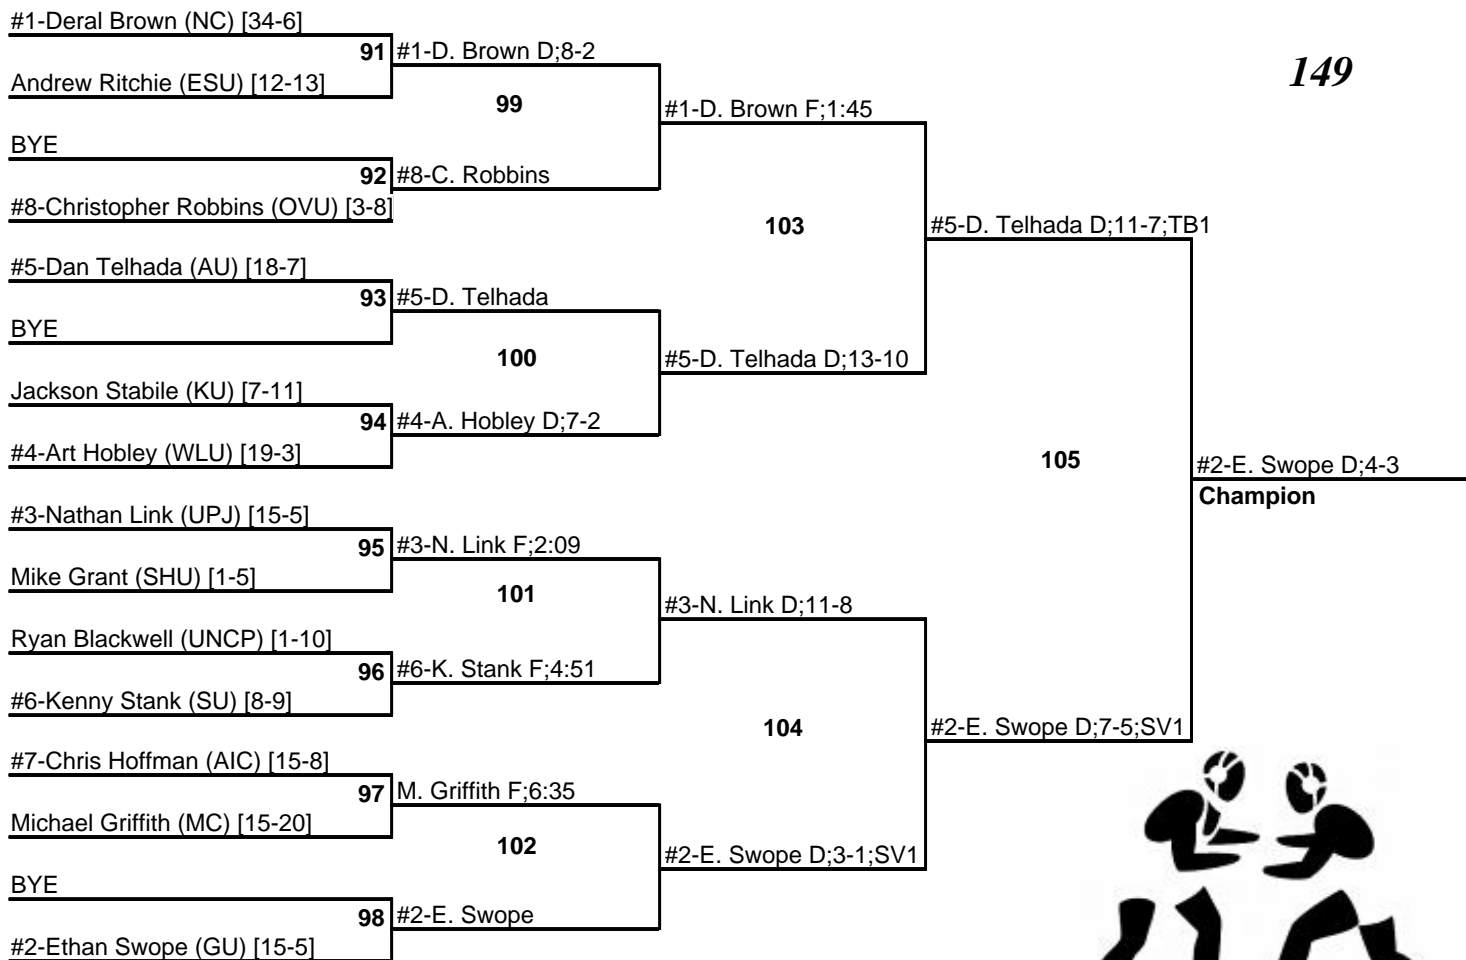 #1-Deral Brown (NC) [34-6]
91
#1-D. Brown D;8-2
149
Andrew Ritchie (ESU) [12-13]
99
#1-D. Brown F;1:45
BYE
92
#8-C. Robbins
#8-Christopher Robbins (OVU) [3-8]
103
#5-D. Telhada D;11-7;TB1
#5-Dan Telhada (AU) [18-7]
93
#5-D. Telhada
BYE
100
#5-D. Telhada D;13-10
Jackson Stabile (KU) [7-11]
94
#4-A. Hobley D;7-2
#4-Art Hobley (WLU) [19-3]
105
#2-E. Swope D;4-3
Champion
#3-Nathan Link (UPJ) [15-5]
95
#3-N. Link F;2:09
Mike Grant (SHU) [1-5]
101
#3-N. Link D;11-8
Ryan Blackwell (UNCP) [1-10]
96
#6-K. Stank F;4:51
#6-Kenny Stank (SU) [8-9]
104
#2-E. Swope D;7-5;SV1
#7-Chris Hoffman (AIC) [15-8]
97
M. Griffith F;6:35
Michael Griffith (MC) [15-20]
102
#2-E. Swope D;3-1;SV1
BYE
98
#2-E. Swope
#2-Ethan Swope (GU) [15-5]